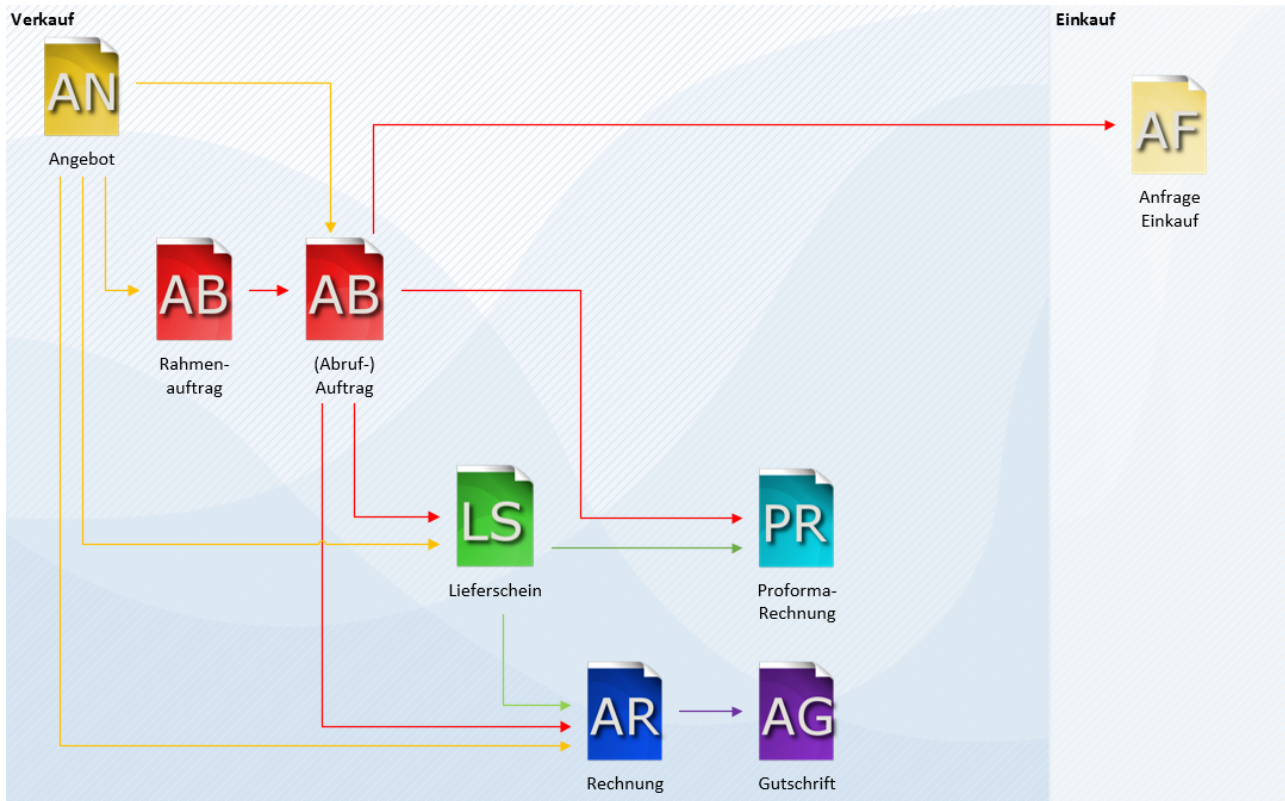 Verkauf
Einkauf
AN
Angebot
AF
Anfrage
Einkauf
AB
Rahmen-
auftrag
AB
(Abruf-)
Auftrag
LS
Lieferschein
PR
Proforma-
Rechnung
AR
Rechnung
AG
Gutschrift